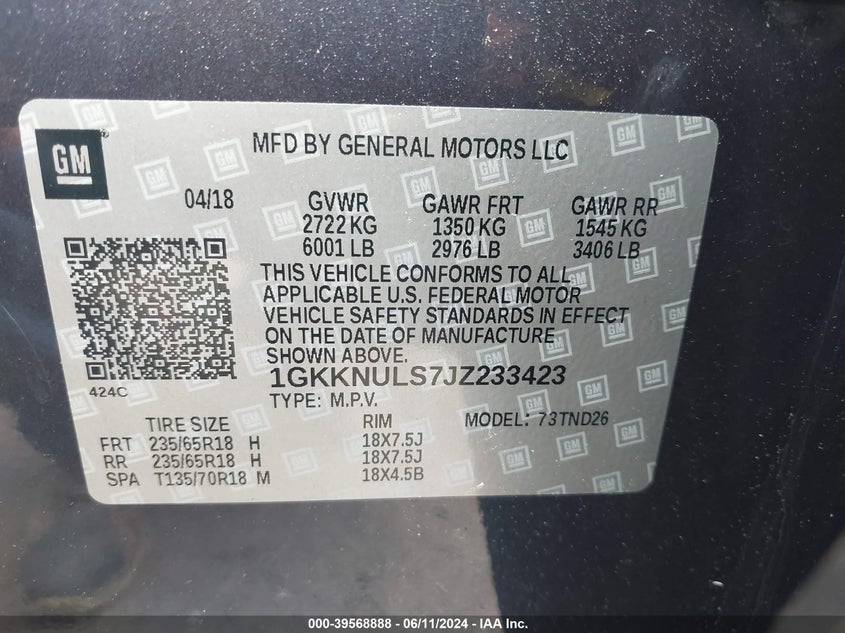 GM
MFD BY GENERAL MOTORS LLC
04/18 GVWR GAWR FRT GAWR RR
2722 KG 1350 KG 1545 KG
6001 LB 2976 LB 3406 LB
THIS VEHICLE CONFORMS TO ALL
APPLICABLE U.S. FEDERAL MOTOR
VEHICLE SAFETY STANDARDS IN EFFECT
ON THE DATE OF MANUFACTURE
SHOWN ABOVE.
424C
1GKKNULS7JZ233423
TYPE: M.P.V. MODEL: 73TND26
TIRE SIZE RIM
FRT 235/65R18 H 18X7.5J
RR 235/65R18 H 18X7.5J
SPA T135/70R18 M 18X4.5B
000-39568888 - 06/11/2024 - IAA Inc.